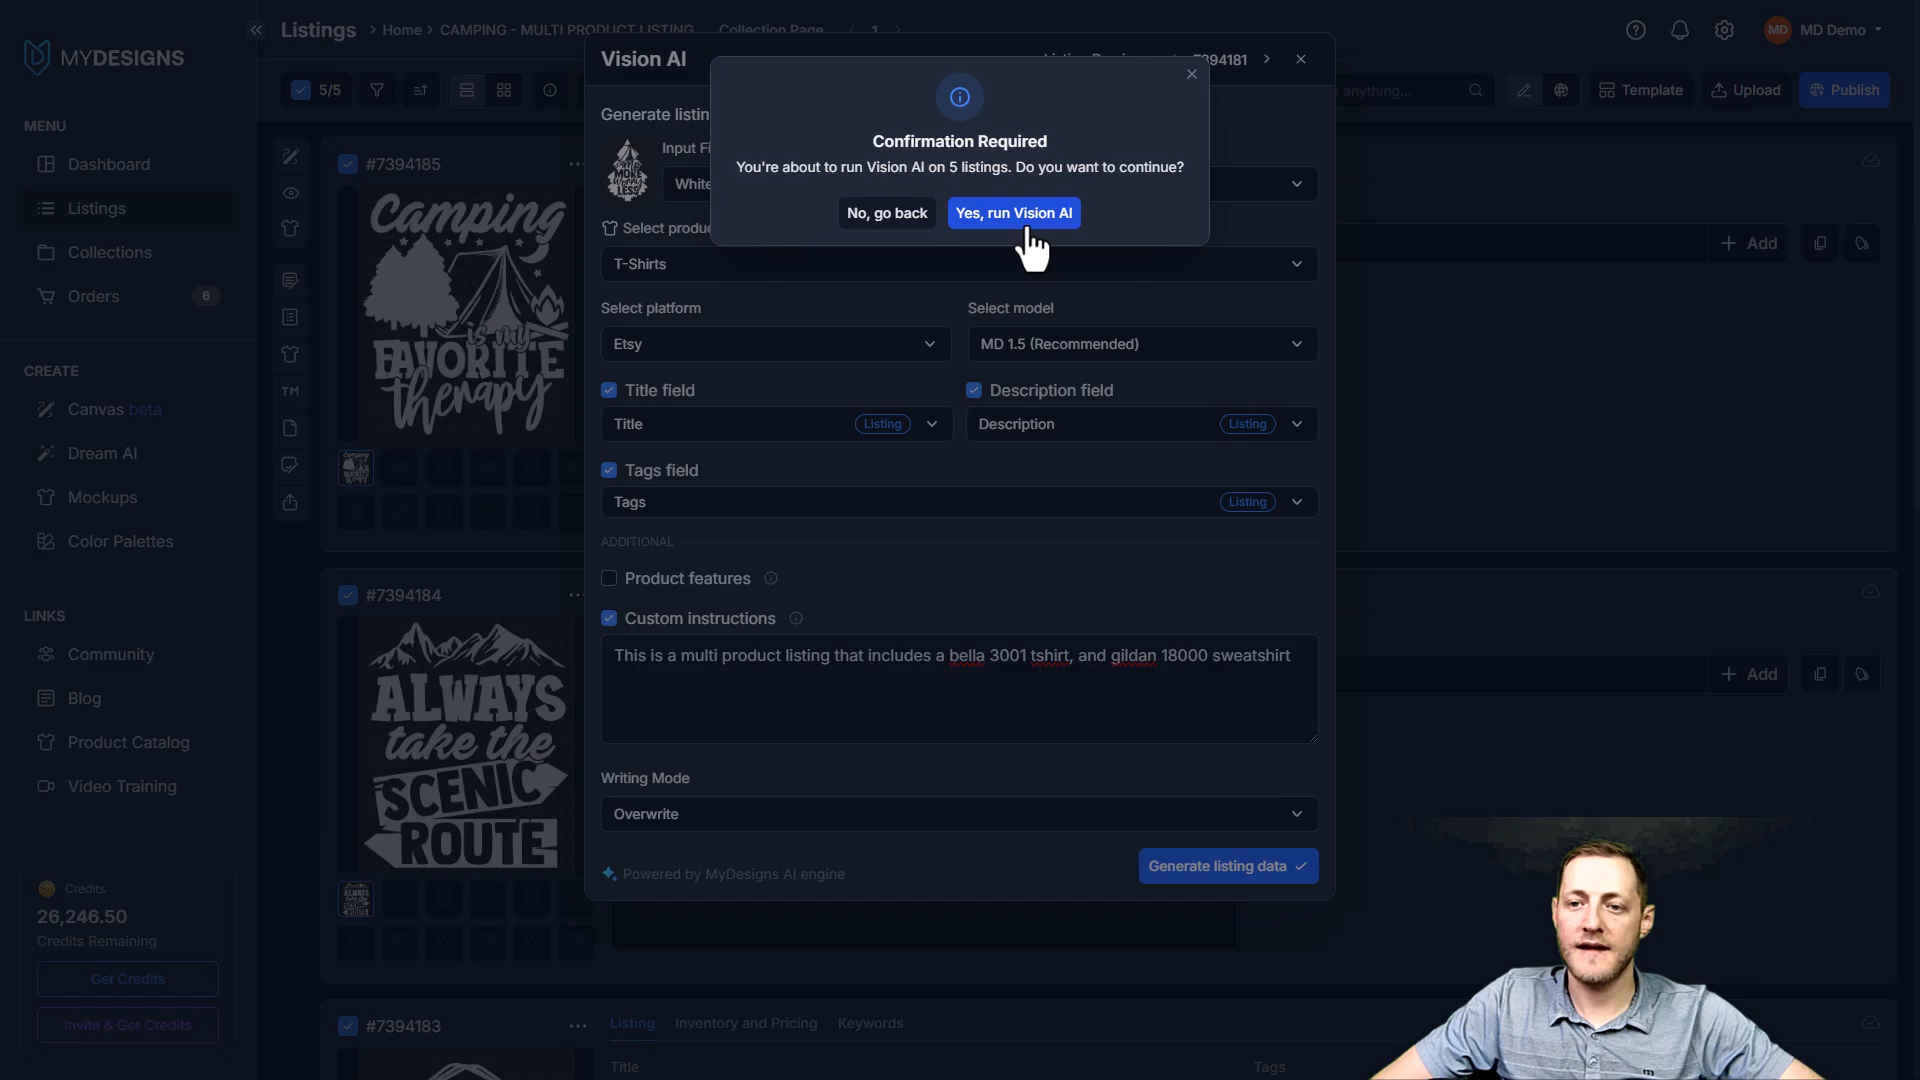 MYDESIGNS
MENU
Dashboard
Listings
Collections
Orders
6
CREATE
Canvas beta
Dream AI
Mockups
Color Palettes
LINKS
Community
Blog
Product Catalog
Video Training
Credits
26,246.50
Credits Remaining
Get Credits
Invite & Get Credits
Listings
Home
CAMPING - MULTI PRODUCT LISTING
Collection Page
1
MD
MD Demo
5/5
anything...
Template
Upload
Publish
TM
#7394185
Camping
is my
FAVORITE
therapy
#7394184
ALWAYS
take the
SCENIC
ROUTE
#7394183
Listing
Inventory and Pricing
Keywords
Title
Tags
Add
Add
Vision AI
Confirmation Required
You're about to run Vision AI on 5 listings. Do you want to continue?
No, go back
Yes, run Vision AI
T-Shirts
Select platform
Select model
Etsy
MD 1.5 (Recommended)
Title field
Description field
Title
Listing
Description
Listing
Tags field
Tags
Listing
ADDITIONAL
Product features
Custom instructions
This is a multi product listing that includes a bella 3001 tshirt, and gildan 18000 sweatshirt
Writing Mode
Overwrite
Powered by MyDesigns AI engine
Generate listing data